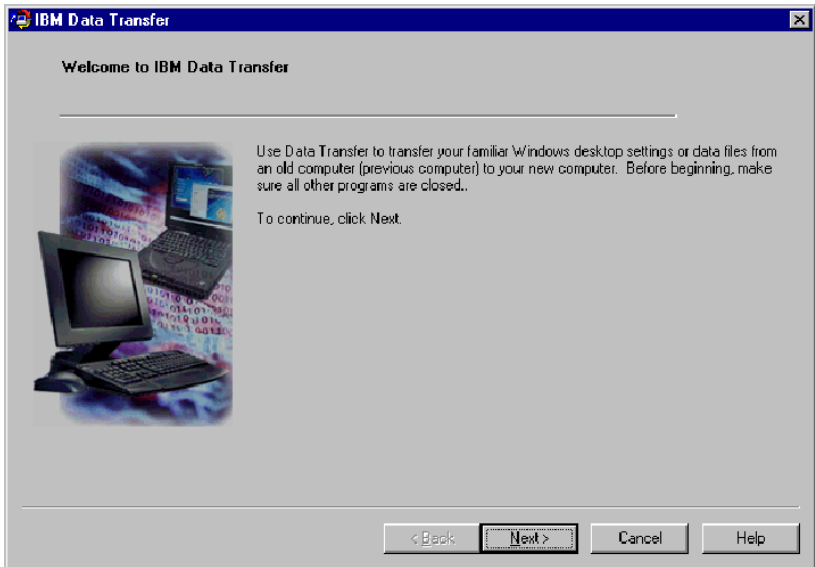 IBM Data Transfer
Welcome to IBM Data Transfer
Use Data Transfer to transfer your familiar Windows desktop settings or data files from
an old computer (previous computer) to your new computer. Before beginning, make
sure all other programs are closed..
To continue, click Next.
< Back
Next >
Cancel
Help